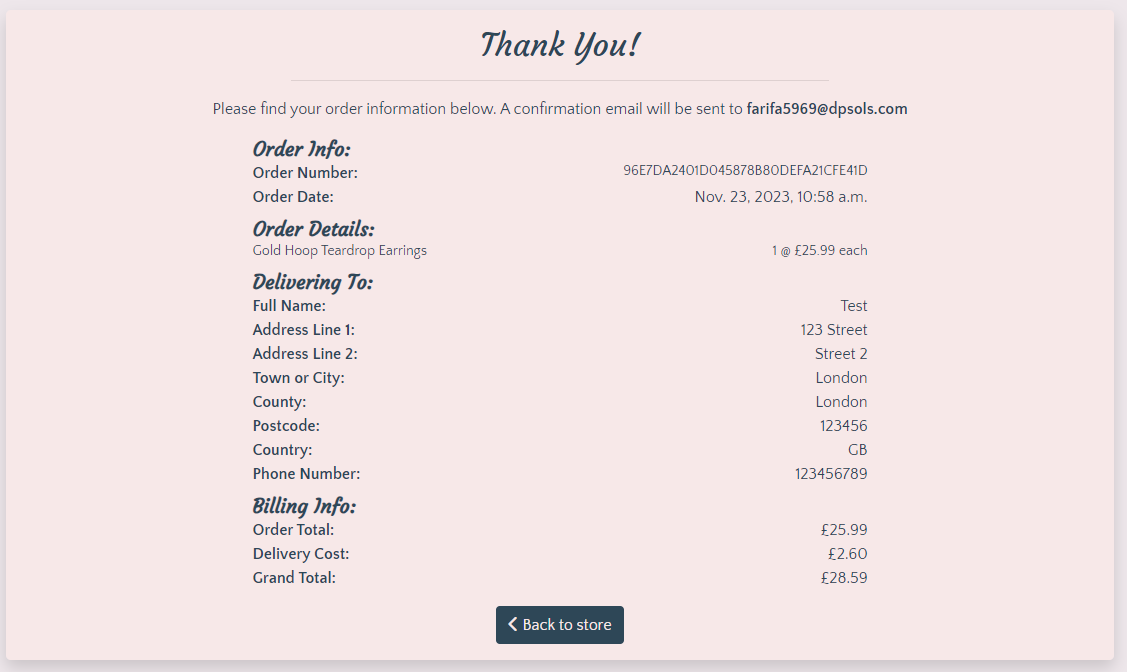 Thank You!
Please find your order information below. A confirmation email will be sent to farifa5969@dpsols.com
Order Info:
Order Number: 96E7DA2401D045878B80DEFA21CFE41D
Order Date: Nov. 23, 2023, 10:58 a.m.
Order Details:
Gold Hoop Teardrop Earrings 1 @ £25.99 each
Delivering To:
Full Name: Test
Address Line 1: 123 Street
Address Line 2: Street 2
Town or City: London
County: London
Postcode: 123456
Country: GB
Phone Number: 123456789
Billing Info:
Order Total: £25.99
Delivery Cost: £2.60
Grand Total: £28.59
Back to store